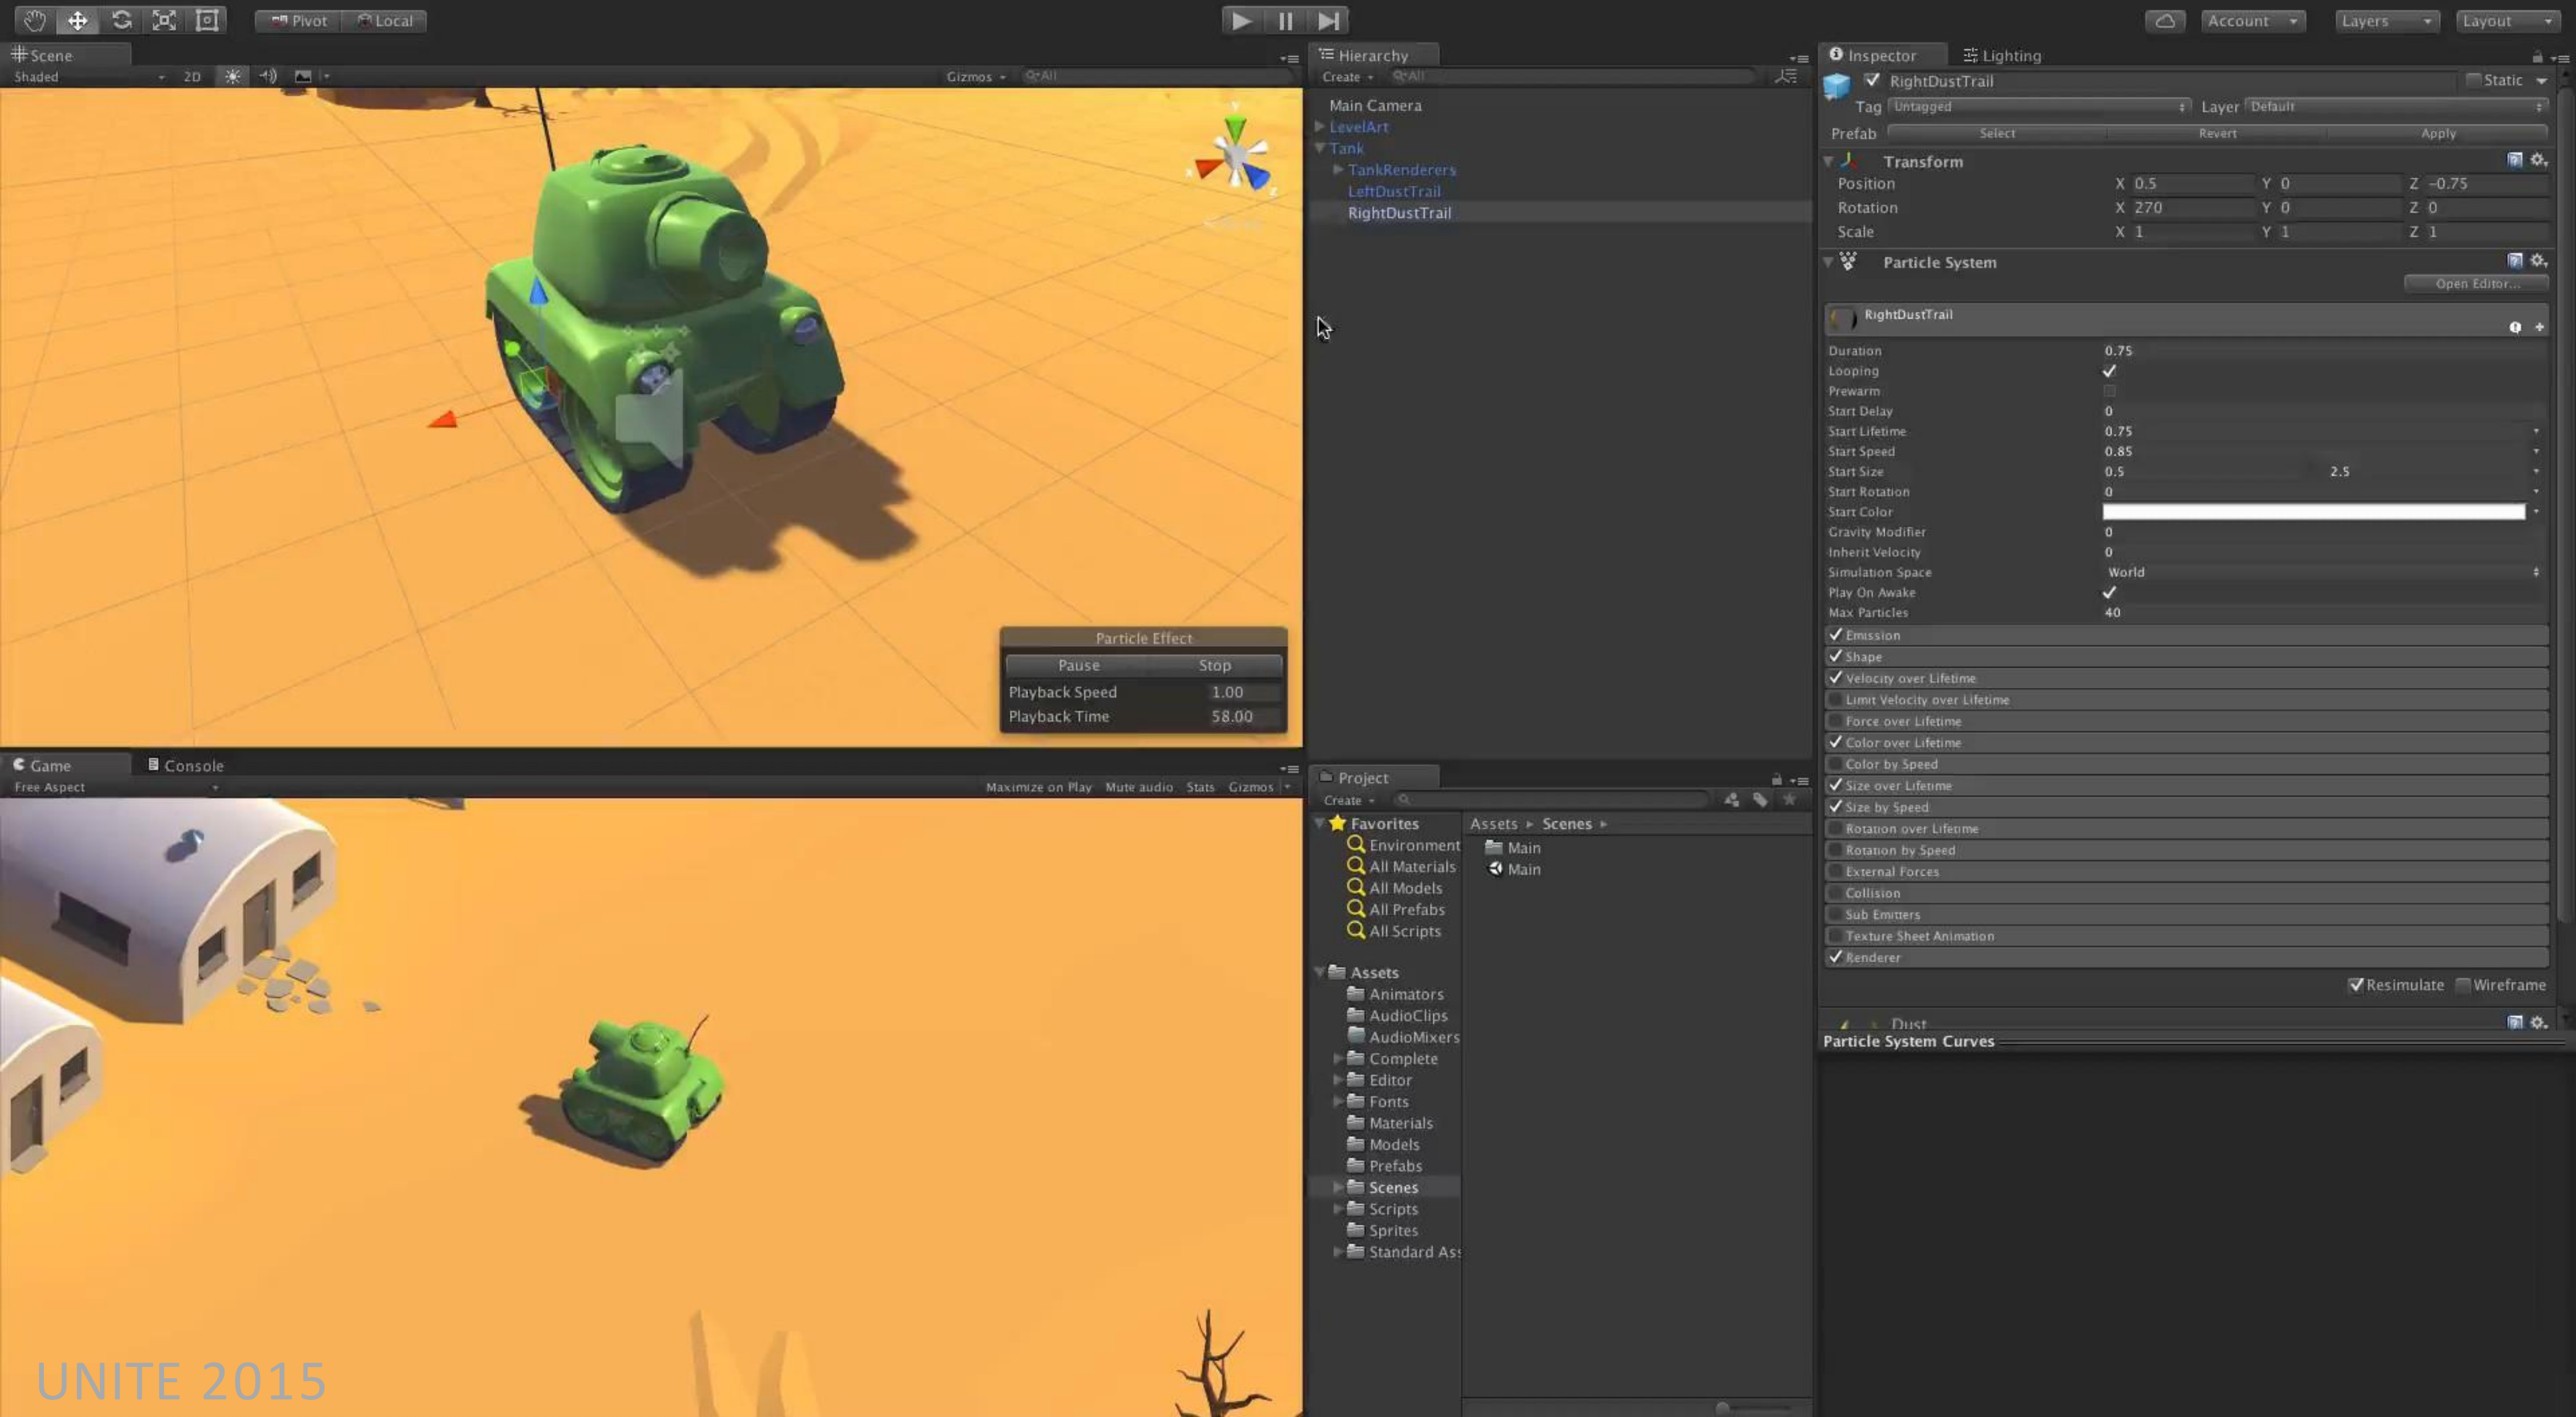 Pivot Local Account Layers Layout
Scene
Shaded 2D Gizmos All
Y
X
Z
Particle Effect
Pause Stop
Playback Speed 1.00
Playback Time 58.00
Game Console
Free Aspect Maximize on Play Mute audio Stats Gizmos
UNITE 2015
Hierarchy
Create All
Main Camera
LevelArt
Tank
TankRenderers
LeftDustTrail
RightDustTrail
Project
Create
Favorites
Environment
All Materials
All Models
All Prefabs
All Scripts
Assets
Animators
AudioClips
AudioMixers
Complete
Editor
Fonts
Materials
Models
Prefabs
Scenes
Scripts
Sprites
Standard Ass
Assets Scenes
Main
Main
Inspector Lighting
RightDustTrail Static
Tag Untagged Layer Default
Prefab Select Revert Apply
Transform
Position X 0.5 Y 0 Z -0.75
Rotation X 270 Y 0 Z 0
Scale X 1 Y 1 Z 1
Particle System
Open Editor...
RightDustTrail
Duration 0.75
Looping
Prewarm
Start Delay 0
Start Lifetime 0.75
Start Speed 0.85
Start Size 0.5 2.5
Start Rotation 0
Start Color
Gravity Modifier 0
Inherit Velocity 0
Simulation Space World
Play On Awake
Max Particles 40
Emission
Shape
Velocity over Lifetime
Limit Velocity over Lifetime
Force over Lifetime
Color over Lifetime
Color by Speed
Size over Lifetime
Size by Speed
Rotation over Lifetime
Rotation by Speed
External Forces
Collision
Sub Emitters
Texture Sheet Animation
Renderer
Resimulate Wireframe
Dust
Particle System Curves